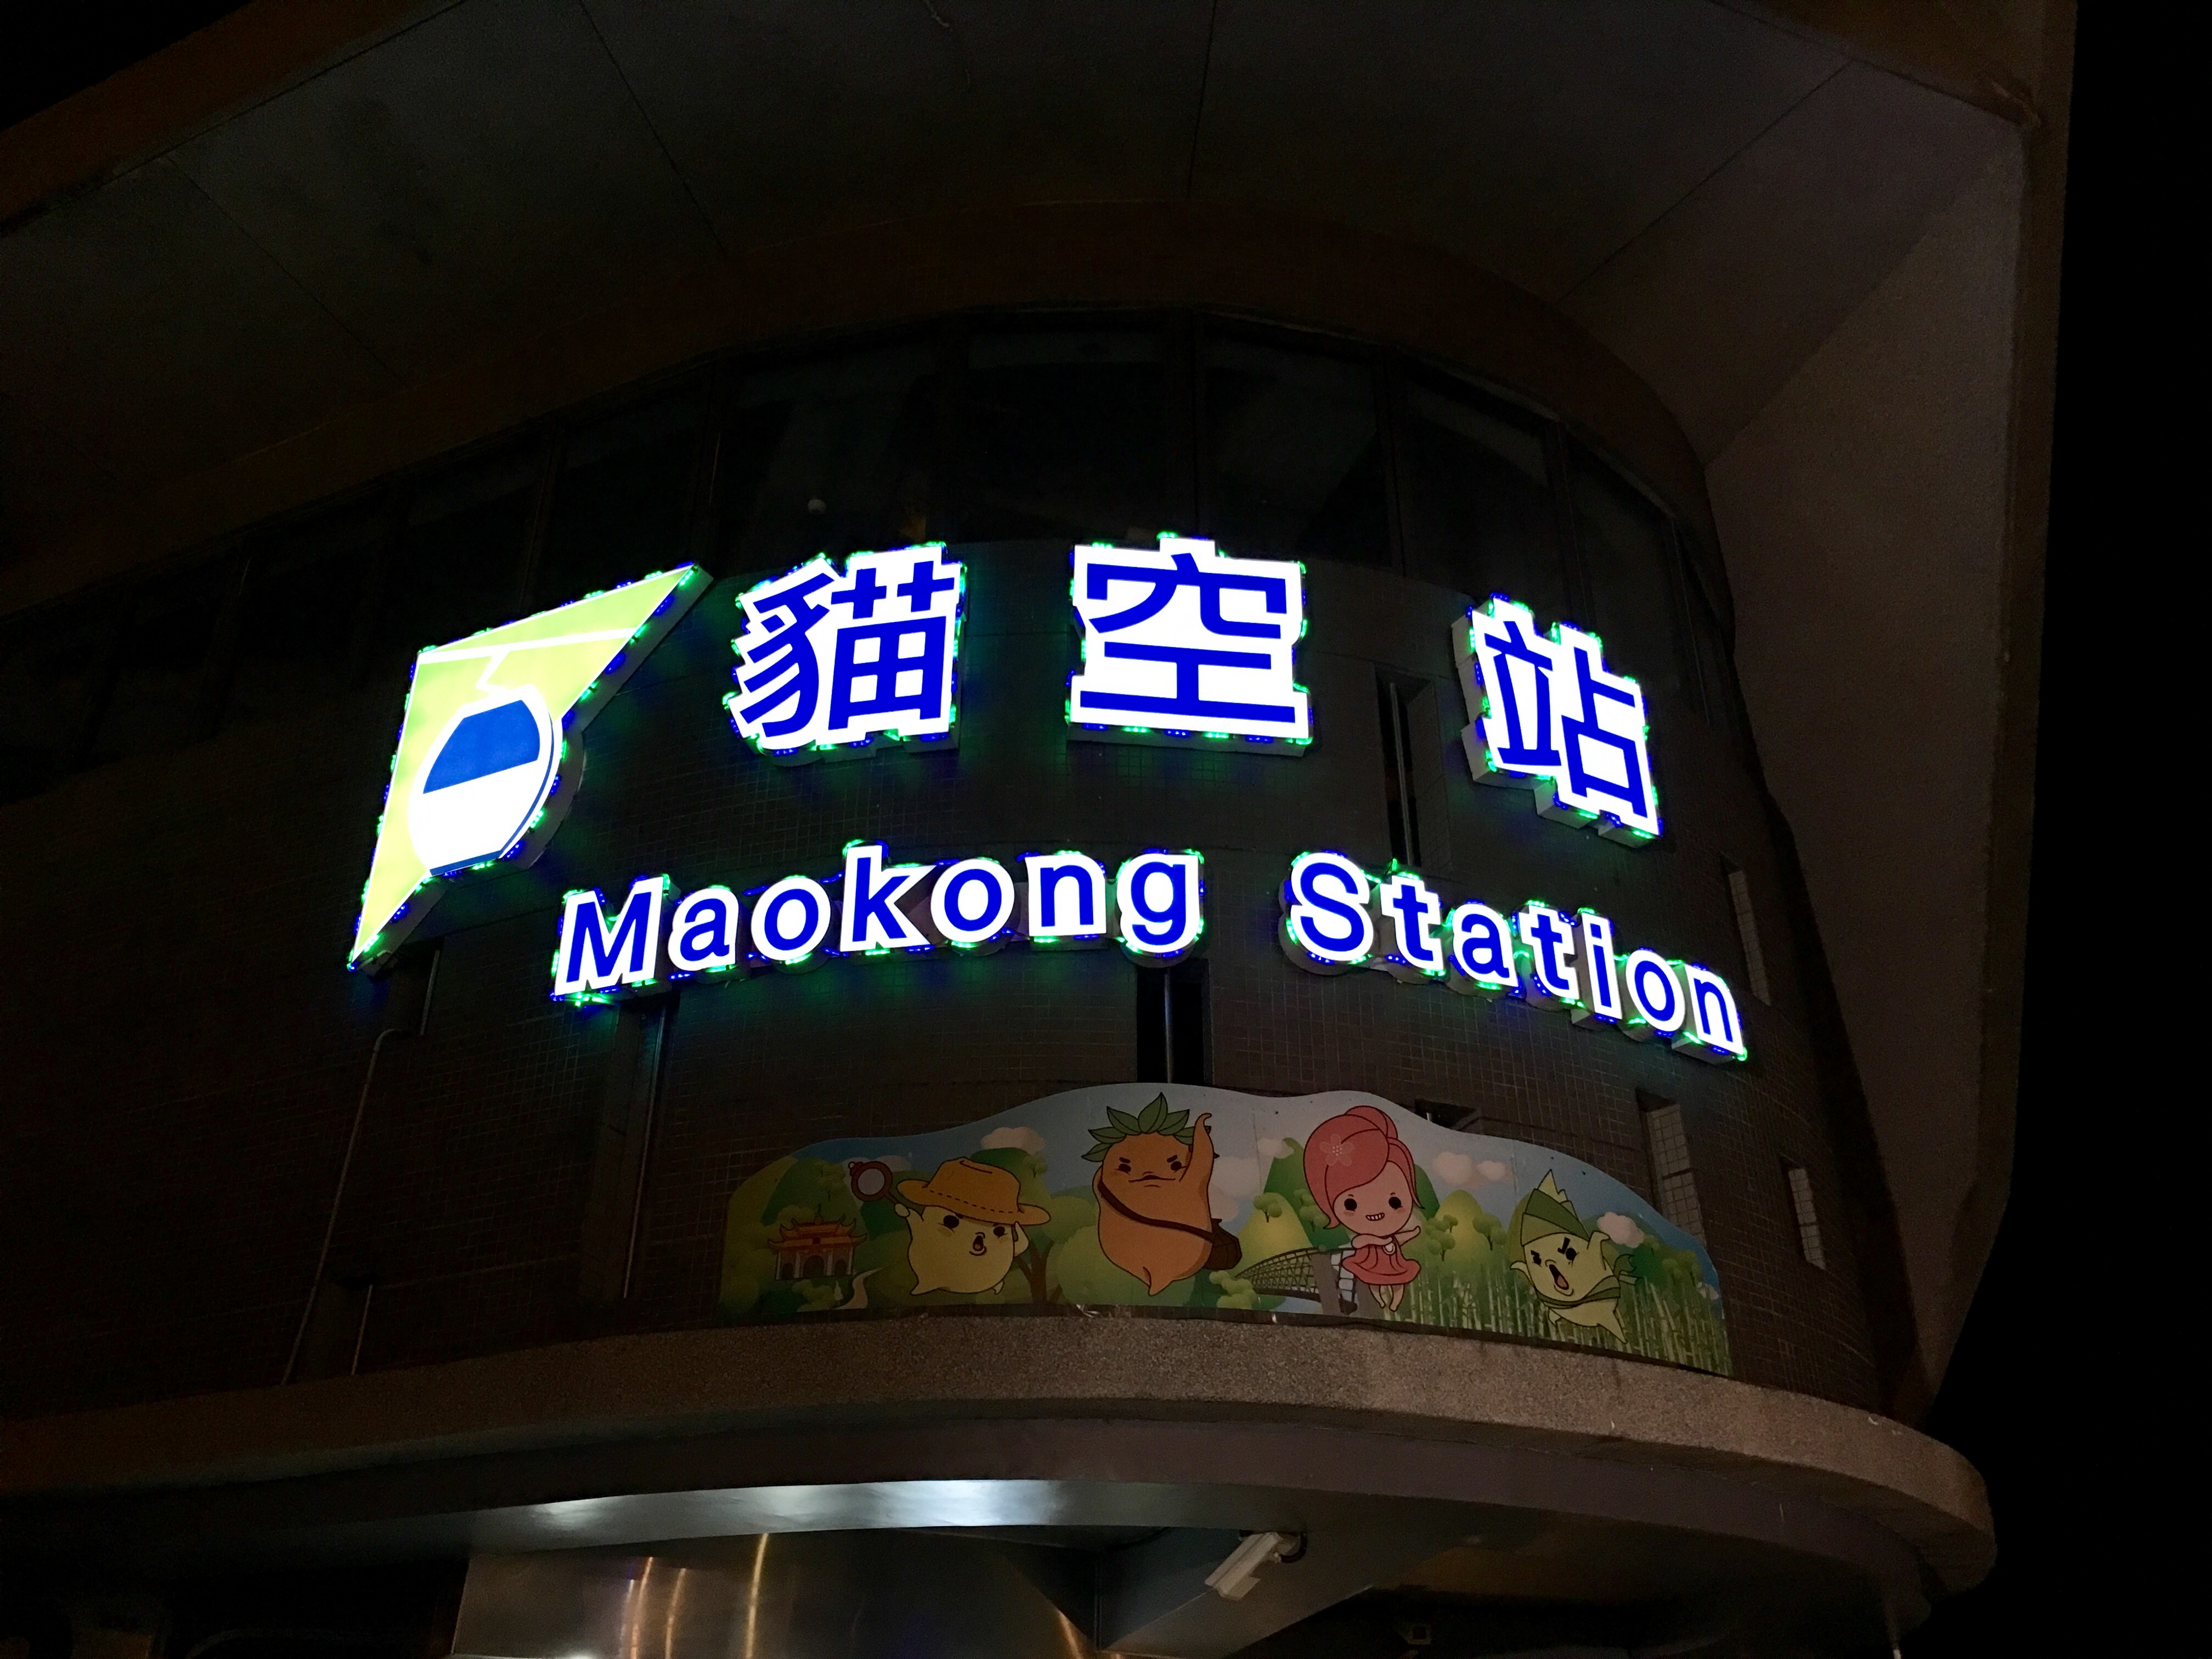 貓空站
Maokong Station